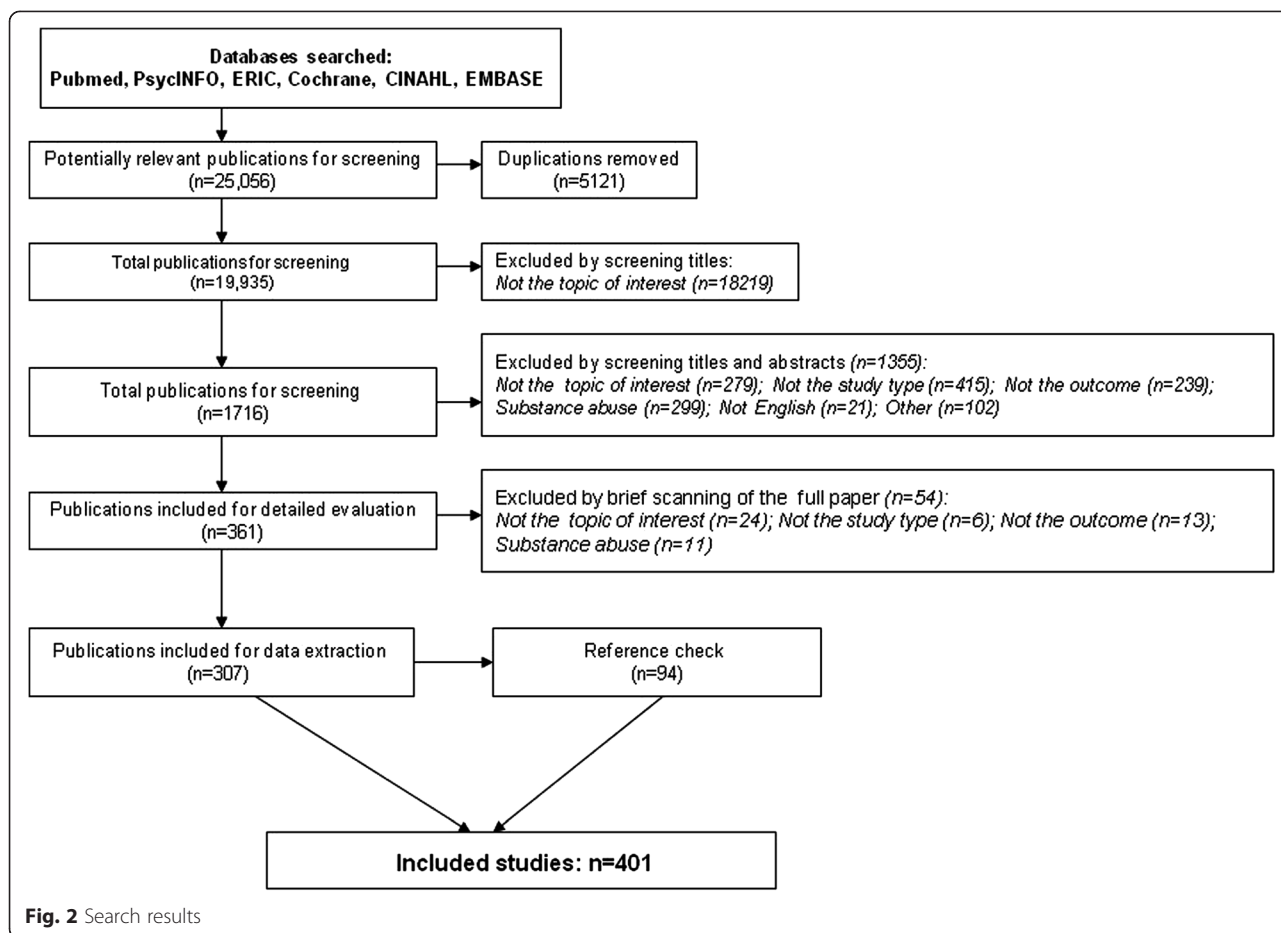 Databases searched:
Pubmed, PsycINFO, ERIC, Cochrane, CINAHL, EMBASE
Potentially relevant publications for screening
(n=25,056)
Duplications removed
(n=5121)
Total publications for screening
(n=19,935)
Excluded by screening titles:
Not the topic of interest (n=18219)
Total publications for screening
(n=1716)
Excluded by screening titles and abstracts (n=1355):
Not the topic of interest (n=279); Not the study type (n=415); Not the outcome (n=239);
Substance abuse (n=299); Not English (n=21); Other (n=102)
Publications included for detailed evaluation
(n=361)
Excluded by brief scanning of the full paper (n=54):
Not the topic of interest (n=24); Not the study type (n=6); Not the outcome (n=13);
Substance abuse (n=11)
Publications included for data extraction
(n=307)
Reference check
(n=94)
Included studies: n=401
Fig. 2 Search results